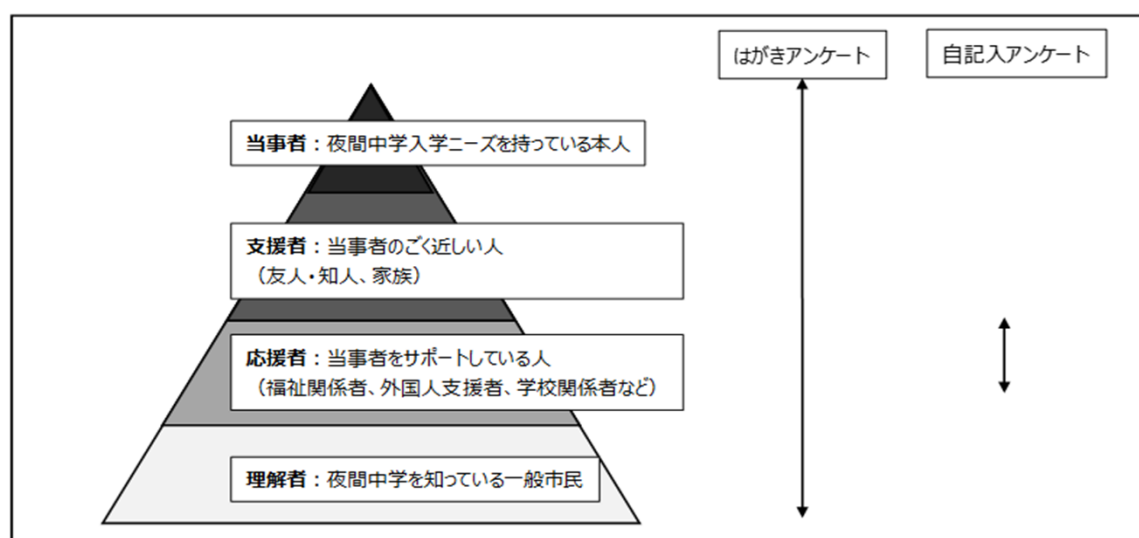 はがきアンケート
自記入アンケート
当事者：夜間中学入学ニーズを持っている本人
支援者：当事者のごく近しい人
（友人・知人、家族）
応援者：当事者をサポートしている人
（福祉関係者、外国人支援者、学校関係者など）
理解者：夜間中学を知っている一般市民